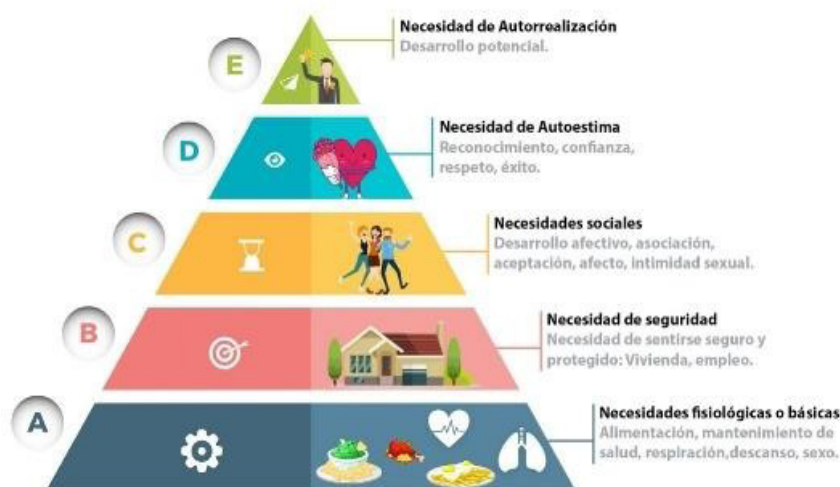 E
Necesidad de Autorrealización
Desarrollo potencial.
D
Necesidad de Autoestima
Reconocimiento, confianza,
respeto, éxito.
C
Necesidades sociales
Desarrollo afectivo, asociación,
aceptación, afecto, intimidad sexual.
B
Necesidad de seguridad
Necesidad de sentirse seguro y
protegido: Vivienda, empleo.
A
Necesidades fisiológicas o básicas
Alimentación, mantenimiento de
salud, respiración,descanso, sexo.